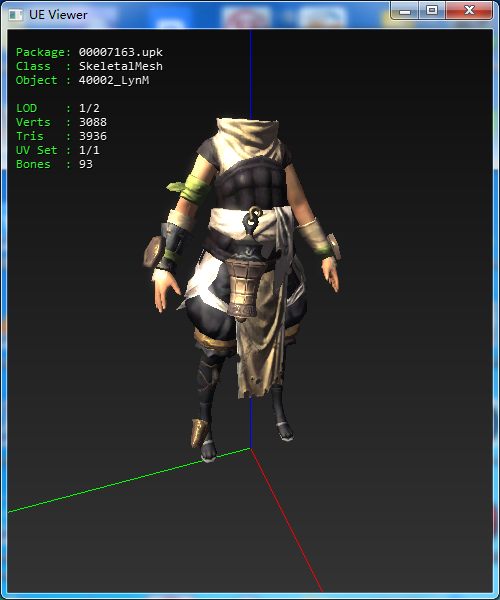 UE Viewer
Package: 00007163.upk
Class : SkeletalMesh
Object : 40002_LynM
LOD : 1/2
Verts : 3088
Tris : 3936
UV Set : 1/1
Bones : 93